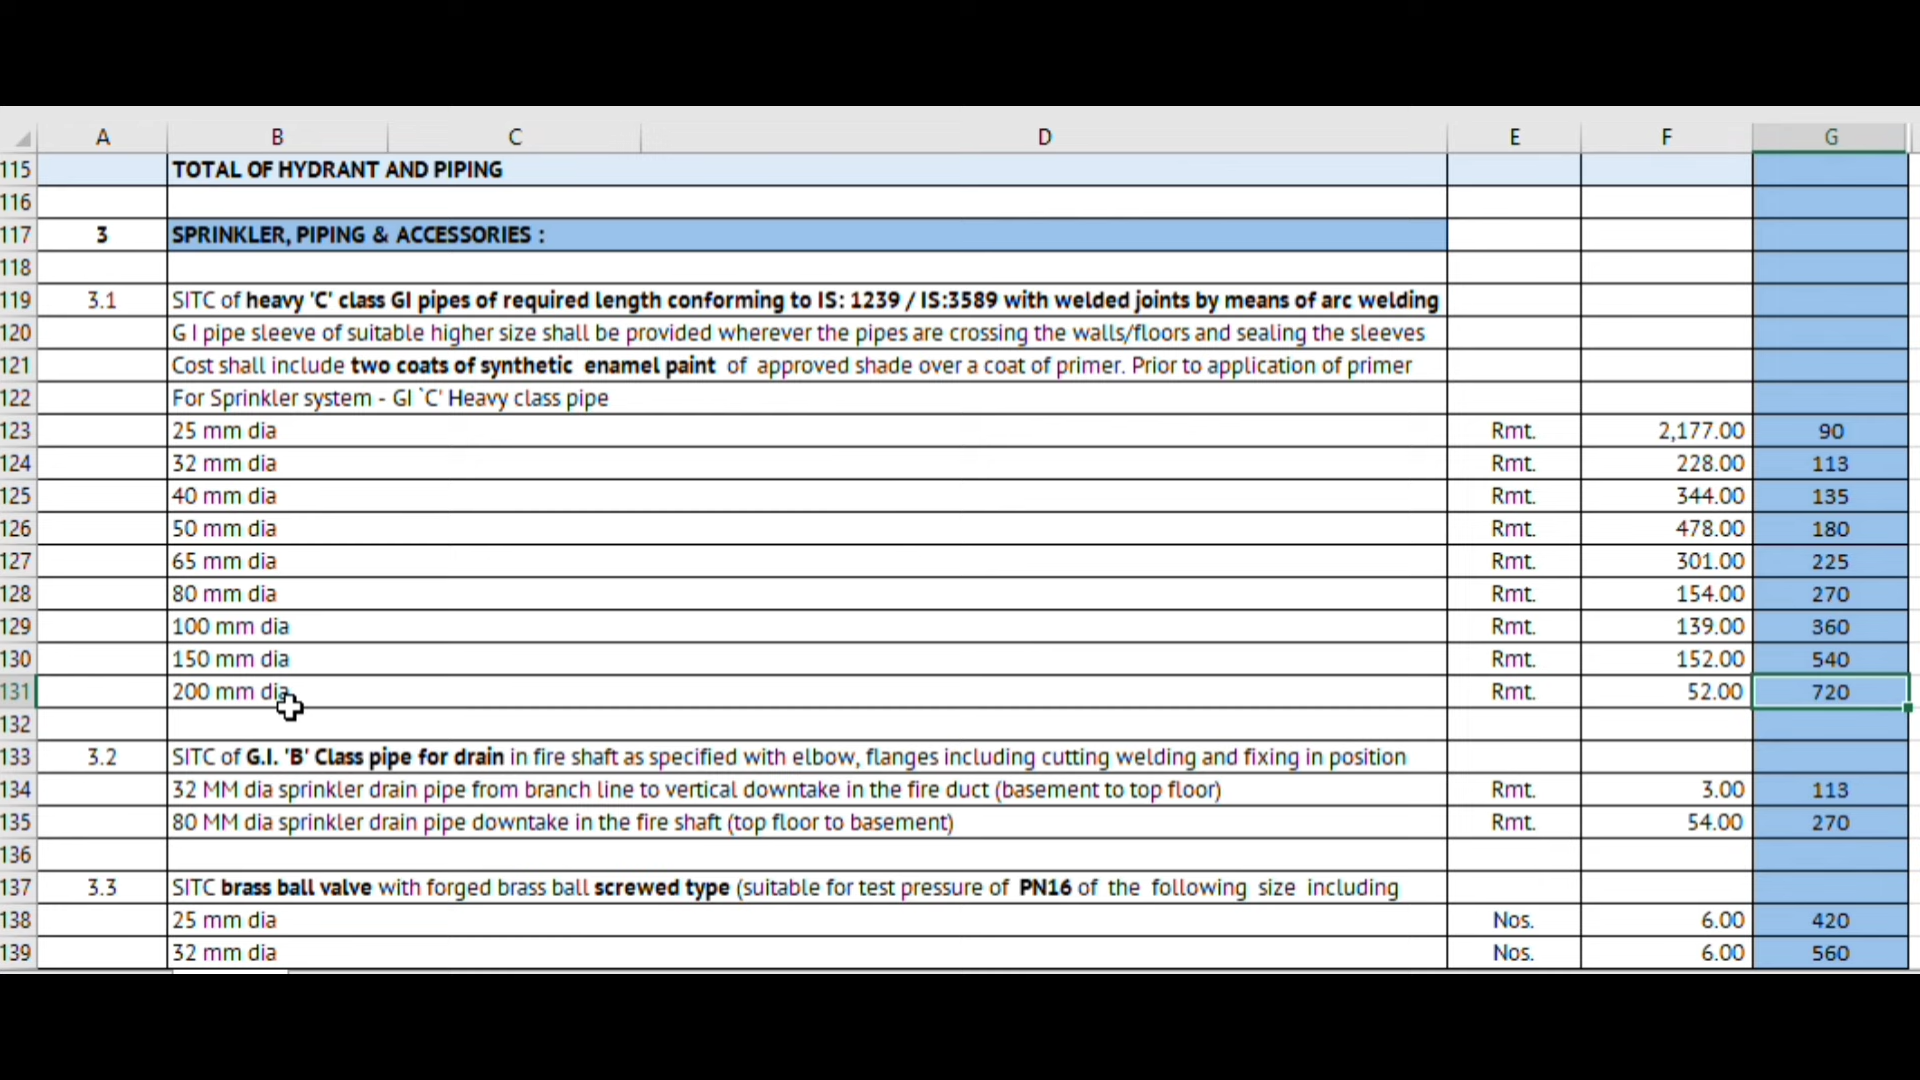 A B C D E F G
115 TOTAL OF HYDRANT AND PIPING
116
117 3 SPRINKLER, PIPING & ACCESSORIES :
118
119 3.1 SITC of heavy 'C' class GI pipes of required length conforming to IS: 1239 / IS:3589 with welded joints by means of arc welding
120 G I pipe sleeve of suitable higher size shall be provided wherever the pipes are crossing the walls/floors and sealing the sleeves
121 Cost shall include two coats of synthetic enamel paint of approved shade over a coat of primer. Prior to application of primer
122 For Sprinkler system - GI `C' Heavy class pipe
123 25 mm dia Rmt. 2,177.00 90
124 32 mm dia Rmt. 228.00 113
125 40 mm dia Rmt. 344.00 135
126 50 mm dia Rmt. 478.00 180
127 65 mm dia Rmt. 301.00 225
128 80 mm dia Rmt. 154.00 270
129 100 mm dia Rmt. 139.00 360
130 150 mm dia Rmt. 152.00 540
131 200 mm dia Rmt. 52.00 720
132
133 3.2 SITC of G.I. 'B' Class pipe for drain in fire shaft as specified with elbow, flanges including cutting welding and fixing in position
134 32 MM dia sprinkler drain pipe from branch line to vertical downtake in the fire duct (basement to top floor) Rmt. 3.00 113
135 80 MM dia sprinkler drain pipe downtake in the fire shaft (top floor to basement) Rmt. 54.00 270
136
137 3.3 SITC brass ball valve with forged brass ball screwed type (suitable for test pressure of PN16 of the following size including
138 25 mm dia Nos. 6.00 420
139 32 mm dia Nos. 6.00 560